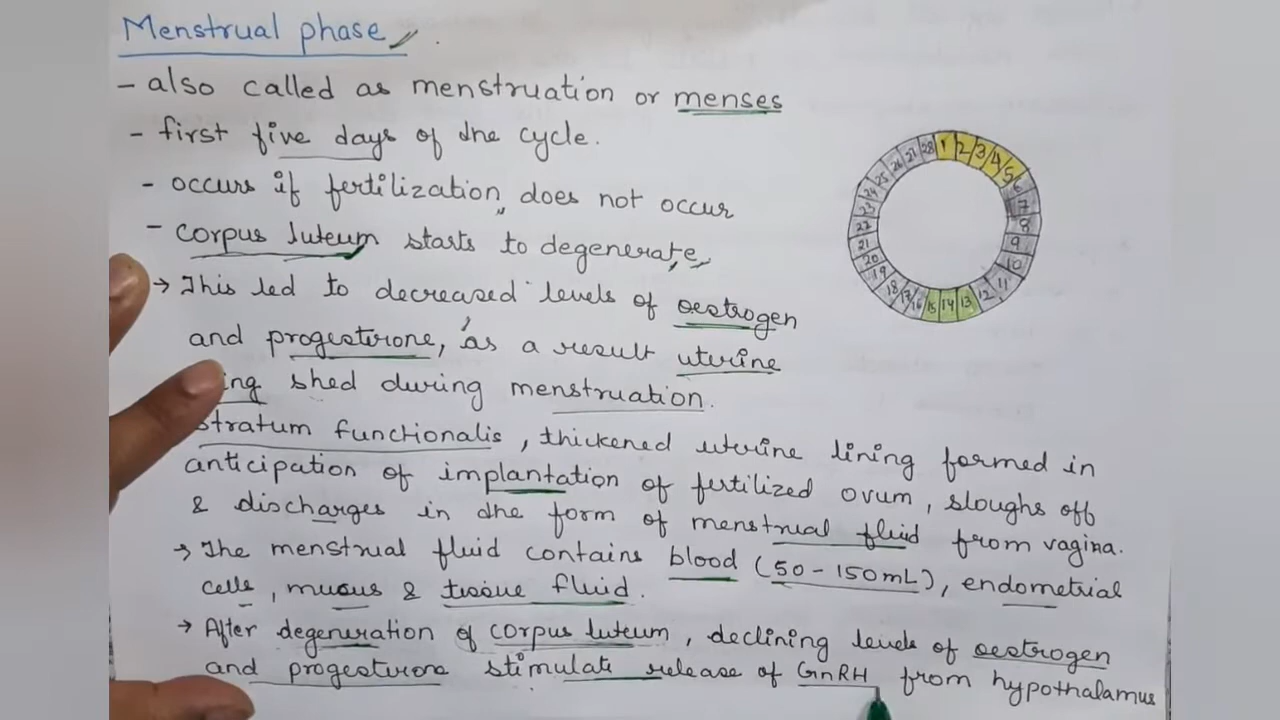 Menstrual phase
- also called as menstruation or menses
- first five days of the cycle.
- occurs if fertilization, does not occur
- corpus luteum starts to degenerate,
→ This led to decreased levels of oestrogen
and progesterone, as a result uterine
ing shed during menstruation.
stratum functionalis, thickened uterine lining formed in
anticipation of implantation of fertilized ovum, sloughs off
& discharges in the form of menstrual fluid from vagina.
→ The menstrual fluid contains blood (50 - 150mL), endometrial
cells, mucus & tissue fluid.
→ After degeneration of corpus luteum, declining levels of oestrogen
and progesterone stimulate release of GnRH from hypothalamus
1 2 3 4 5 6 7 8 9 10 11 12 13 14 15 16 17 18 19 20 21 22 23 24 25 26 27 28